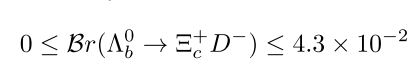 0 ≤ ℬr(Λ_b^0 → Ξ_c^+ D^-) ≤ 4.3 × 10^{-2}